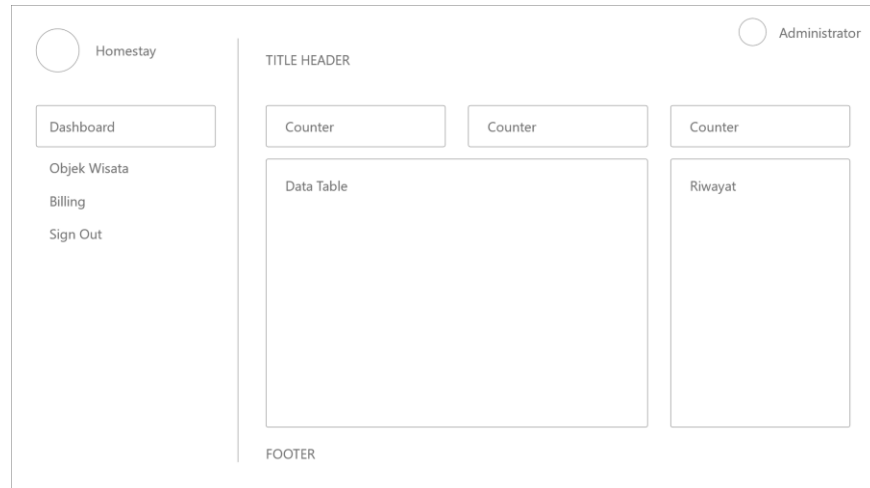 Homestay
Administrator
TITLE HEADER
Dashboard
Objek Wisata
Billing
Sign Out
Counter
Counter
Counter
Data Table
Riwayat
FOOTER